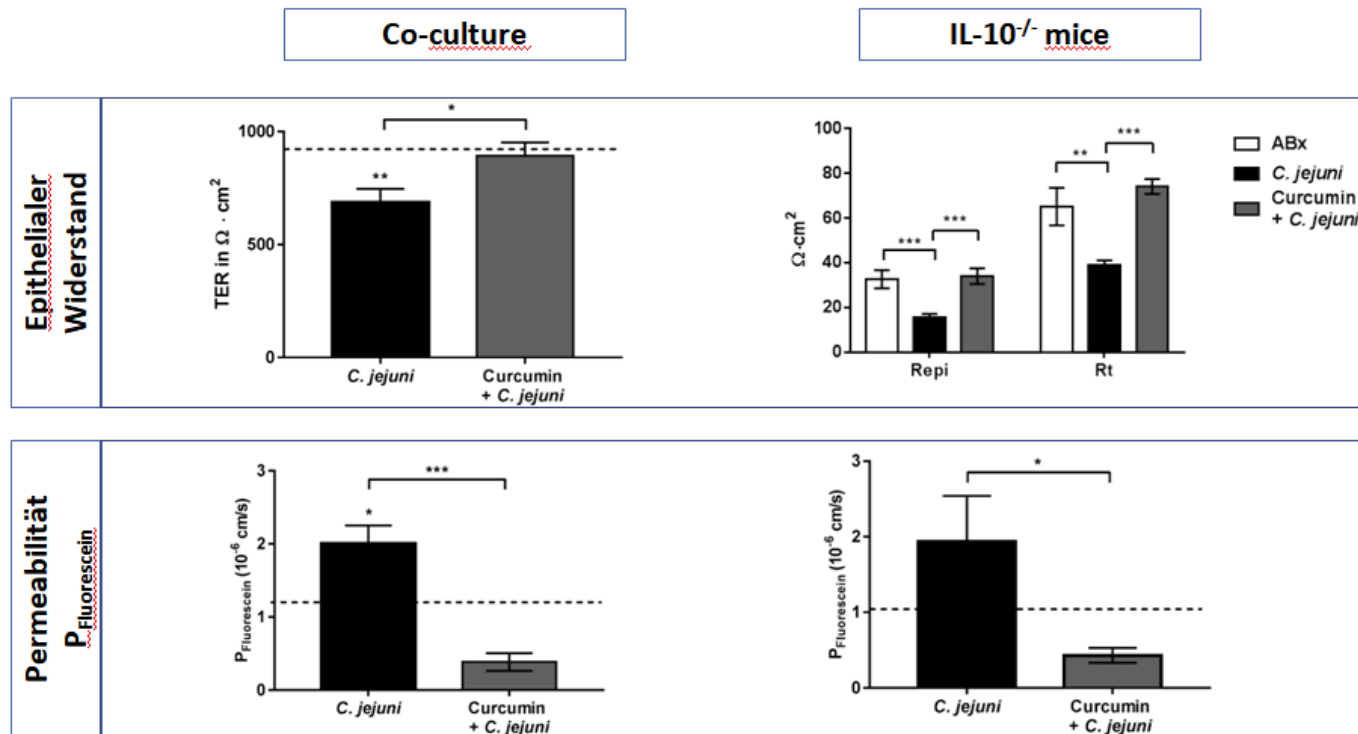 Co-culture
IL-10-/- mice
Epithelialer
Widerstand
TER in Ω · cm2
1000
500
0
*
**
C. jejuni
Curcumin
+ C. jejuni
Ω·cm2
100
80
60
40
20
0
***
***
**
***
Repi
Rt
ABx
C. jejuni
Curcumin
+ C. jejuni
Permeabilität
PFluorescein
PFluorescein (10-6 cm/s)
3
2
1
0
***
*
C. jejuni
Curcumin
+ C. jejuni
PFluorescein (10-6 cm/s)
3
2
1
0
*
C. jejuni
Curcumin
+ C. jejuni